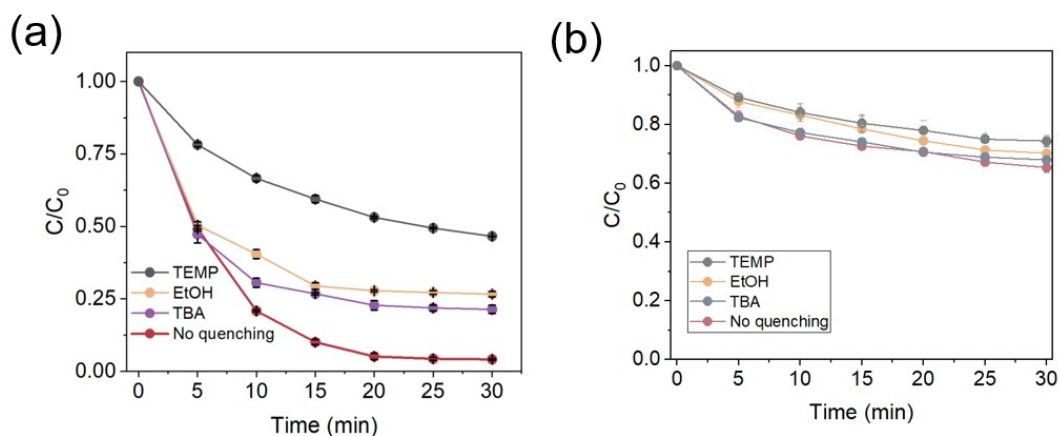 (a)
1.00
0.75
0.50
0.25
0.00
C/C₀
TEMP
EtOH
TBA
No quenching
0 5 10 15 20 25 30
Time (min)
(b)
1.0
0.8
0.6
0.4
0.2
0.0
C/C₀
TEMP
EtOH
TBA
No quenching
0 5 10 15 20 25 30
Time (min)